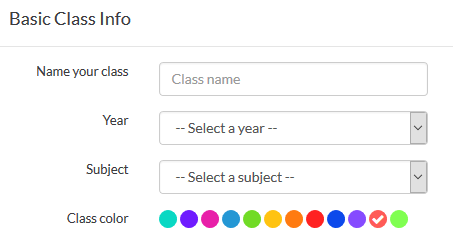 Basic Class Info
Name your class
Class name
Year
-- Select a year --
Subject
-- Select a subject --
Class color